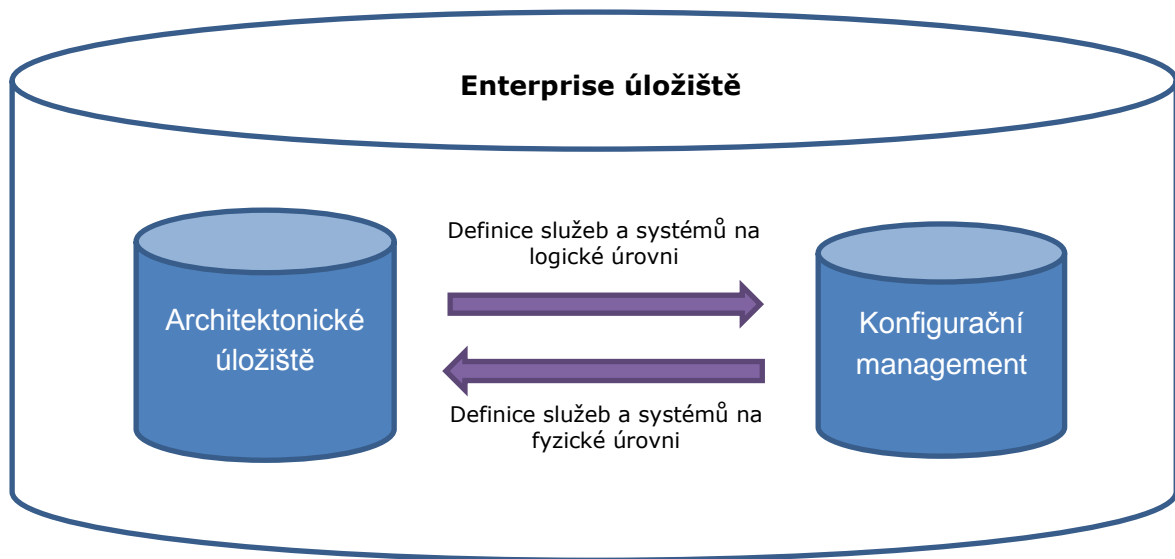 Enterprise úložiště
Definice služeb a systémů na
logické úrovni
Architektonické
úložiště
Konfigurační
management
Definice služeb a systémů na
fyzické úrovni